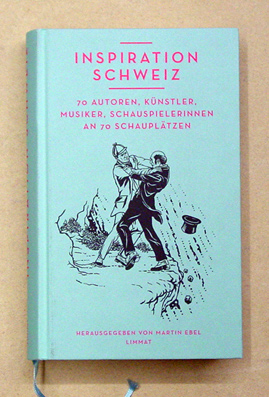 INSPIRATION
SCHWEIZ
70 AUTOREN, KÜNSTLER,
MUSIKER, SCHAUSPIELERINNEN
AN 70 SCHAUPLÄTZEN
HERAUSGEGEBEN VON MARTIN EBEL
LIMMAT